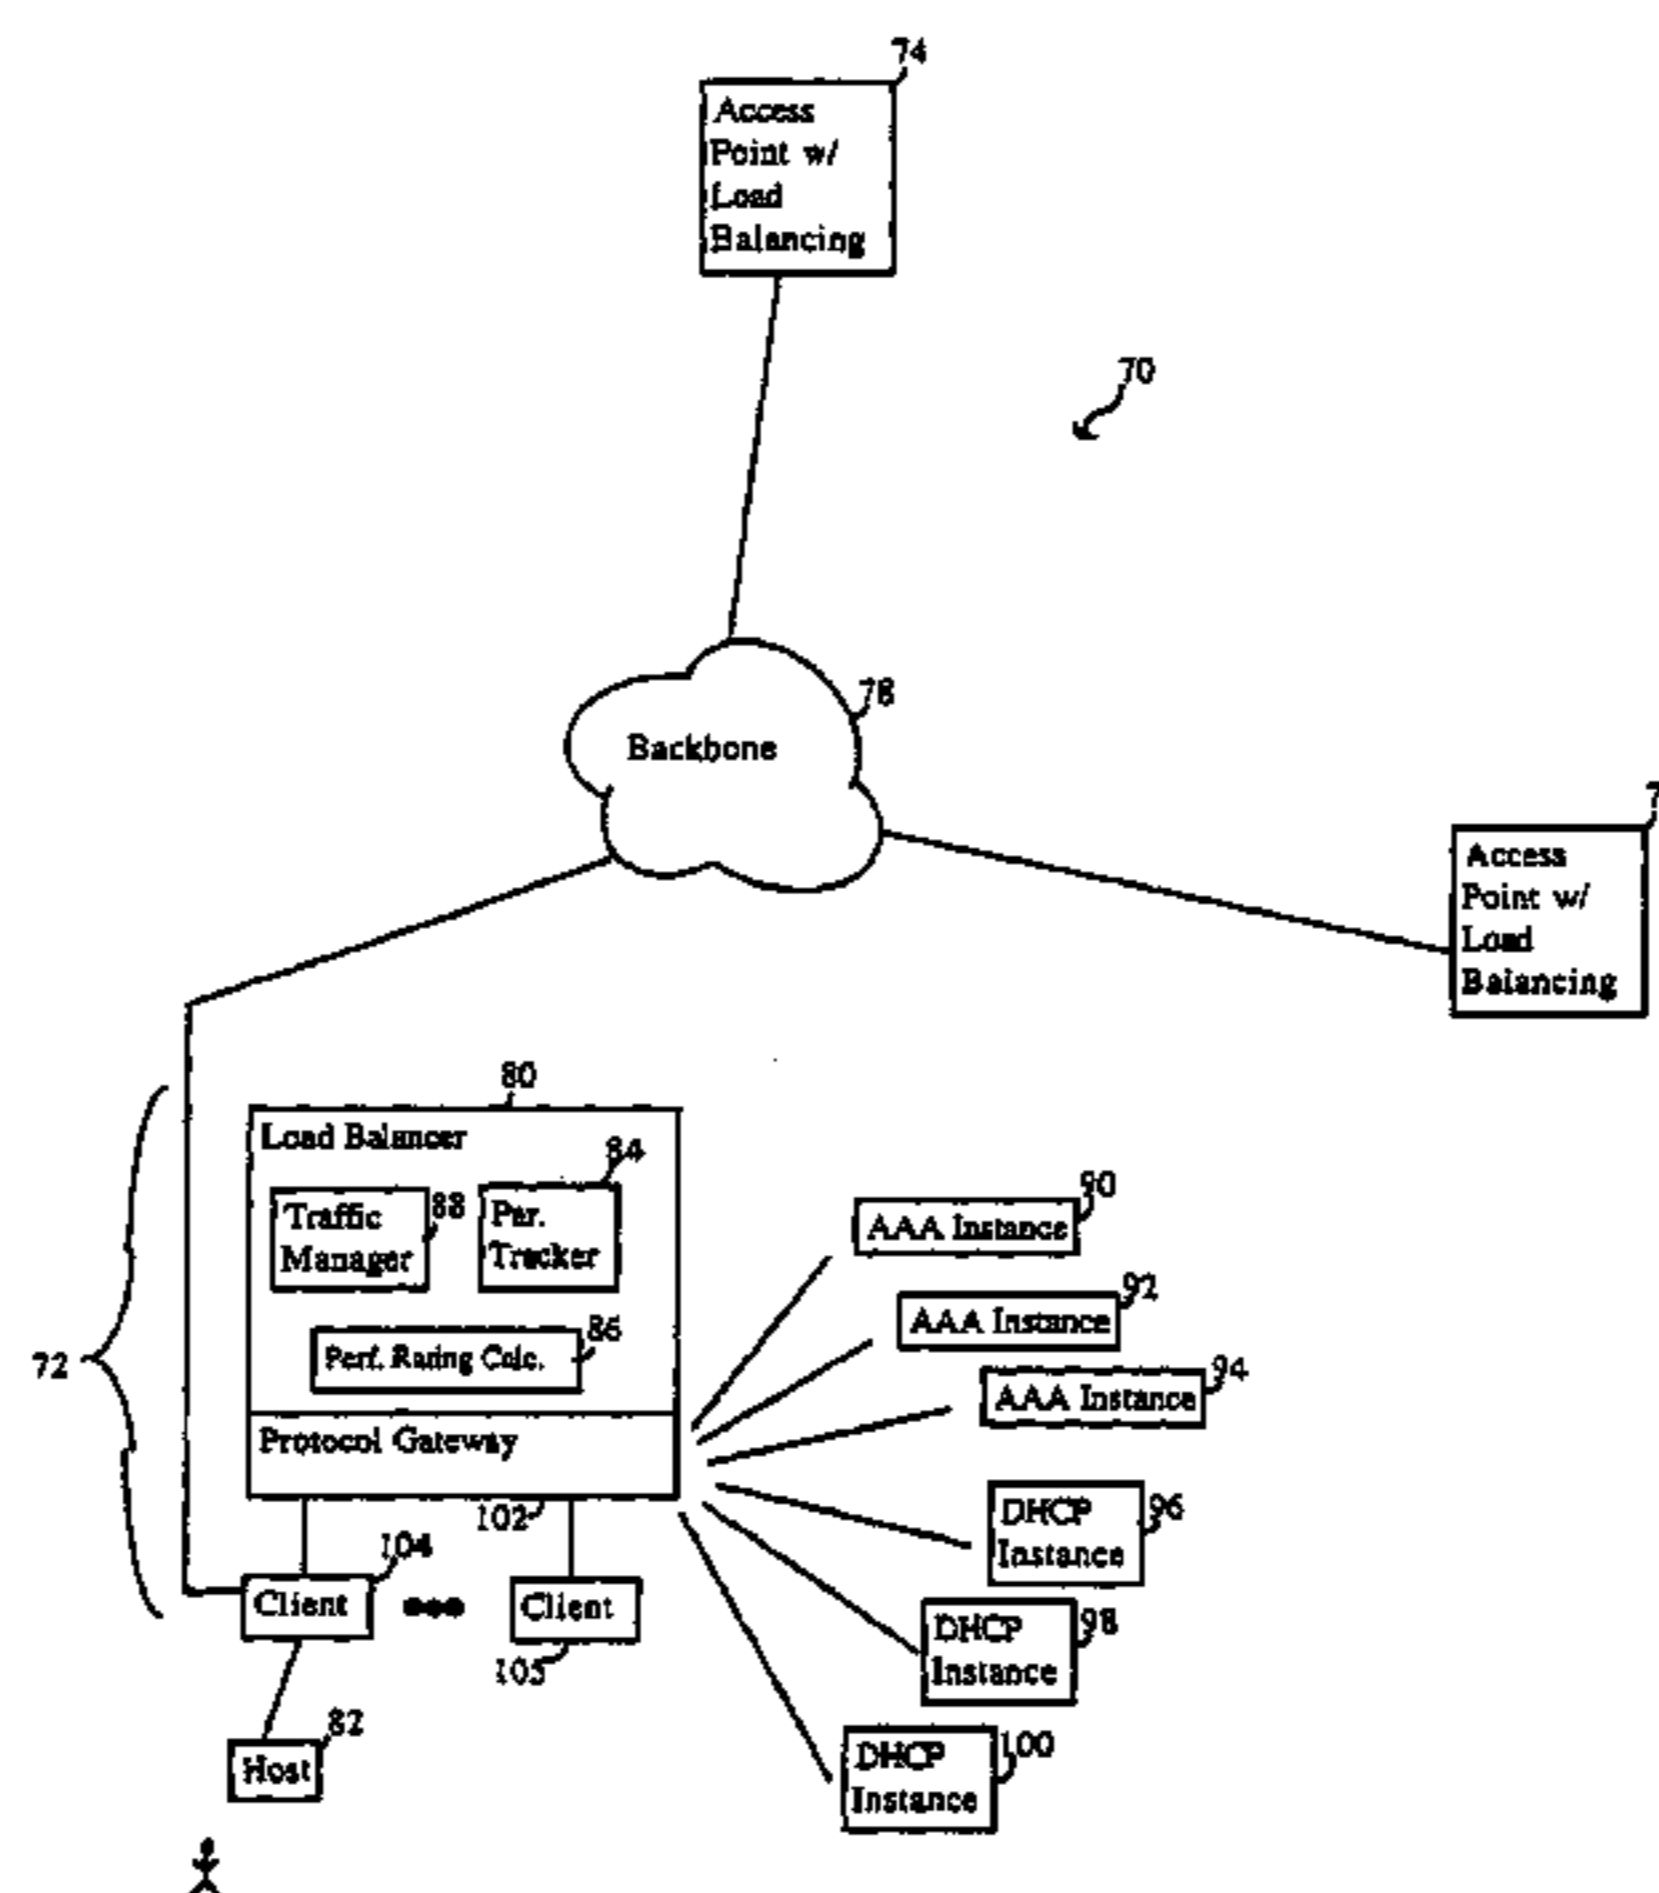 74
Access
Point w/
Load
Balancing
70
78
Backbone
Access
Point w/
Load
Balancing
80
Load Balancer
84
Traffic
Manager
88
Par.
Tracker
86
Perf. Rating Calc.
Protocol Gateway
72
90
AAA Instance
92
AAA Instance
94
AAA Instance
96
DHCP
Instance
98
DHCP
Instance
100
DHCP
Instance
102
104
Client
Client
105
82
Host